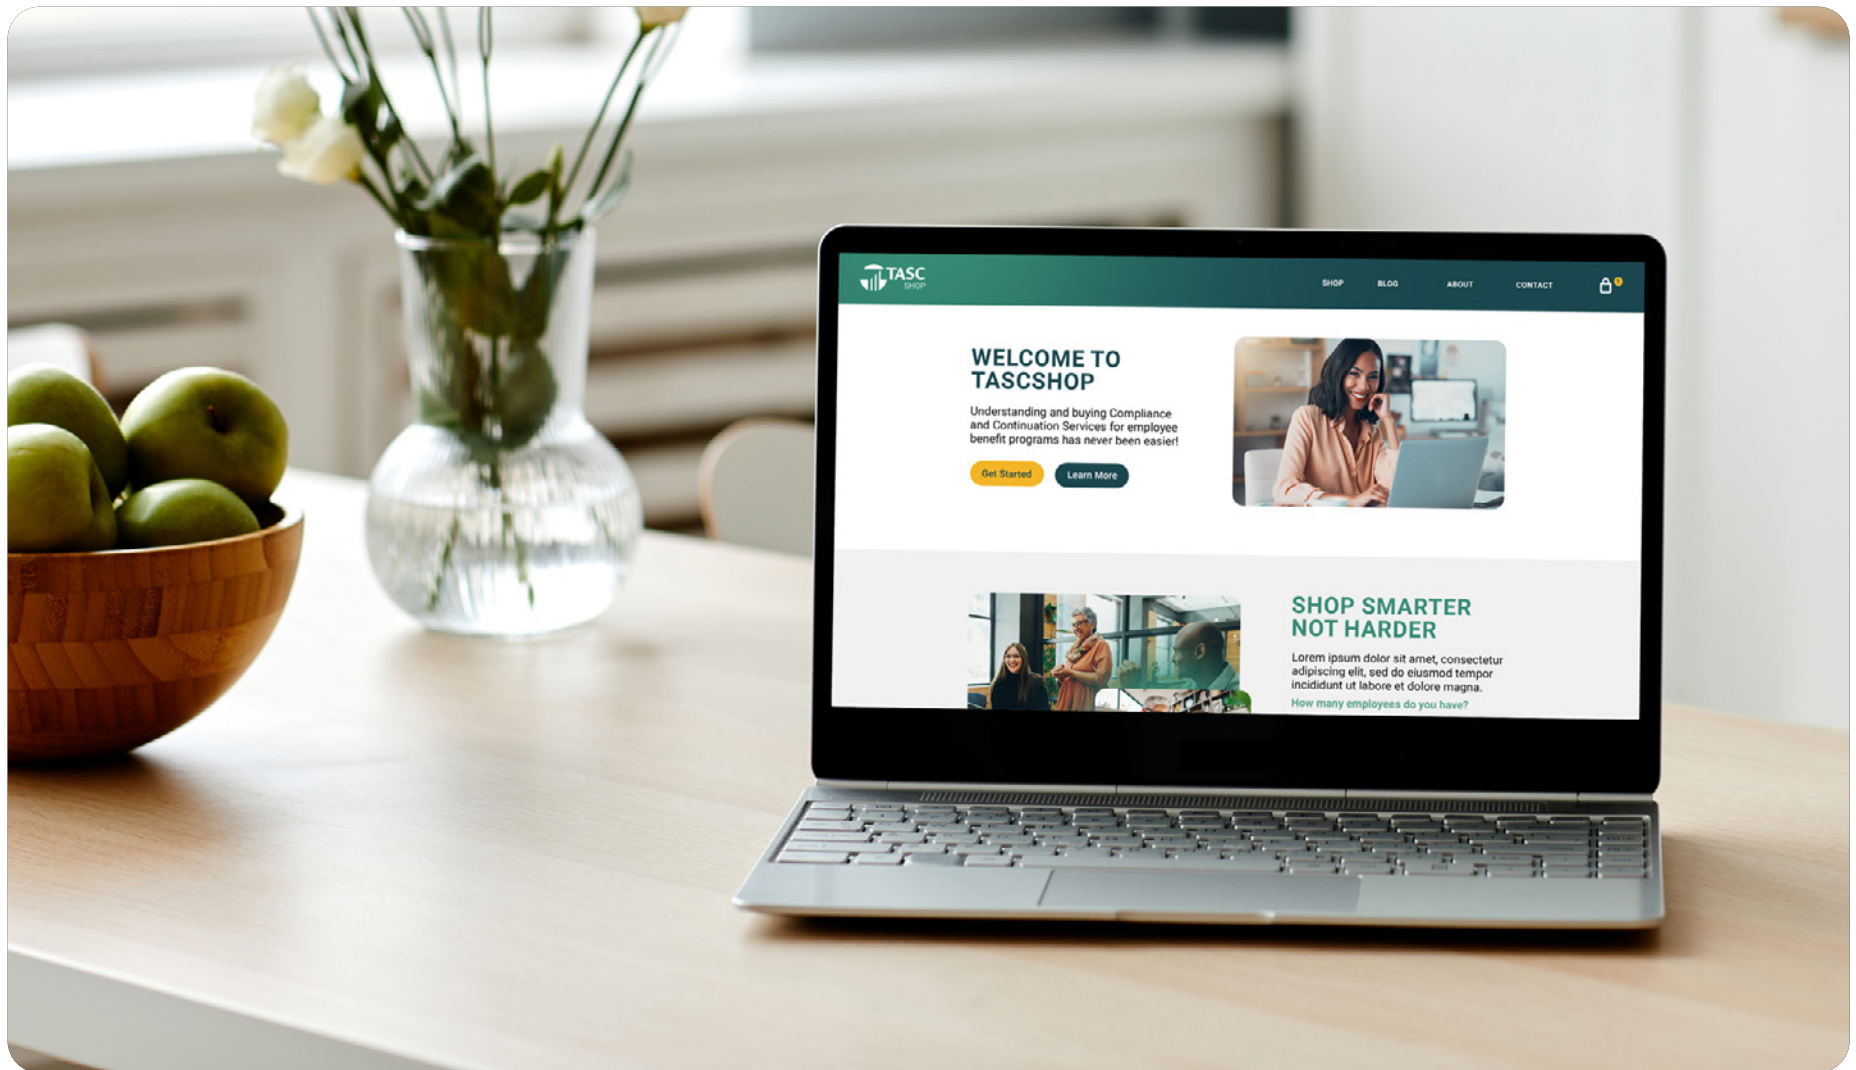 TASC
SHOP
SHOP BLOG ABOUT CONTACT
WELCOME TO
TASCSHOP
Understanding and buying Compliance
and Continuation Services for employee
benefit programs has never been easier!
Get Started Learn More
SHOP SMARTER
NOT HARDER
Lorem ipsum dolor sit amet, consectetur
adipiscing elit, sed do eiusmod tempor
incididunt ut labore et dolore magna.
How many employees do you have?